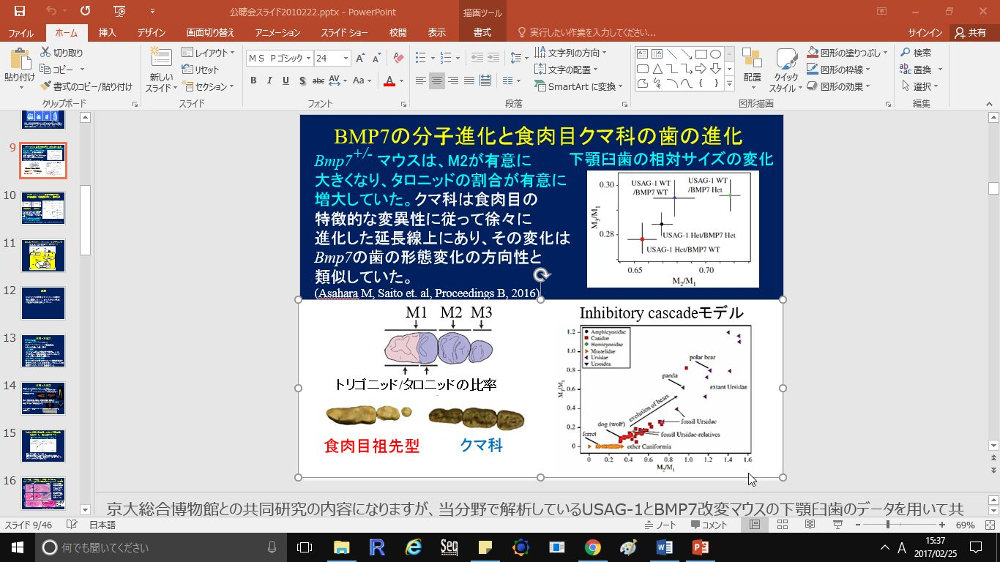 公聴会スライド2010222.pptx - PowerPoint
描画ツール
ファイル
ホーム
挿入
デザイン
画面切り替え
アニメーション
スライド ショー
校閲
表示
書式
実行したい作業を入力してください...
サインイン
共有
貼り付け
切り取り
コピー
書式のコピー/貼り付け
クリップボード
新しい
スライド
レイアウト
リセット
セクション
スライド
ＭＳ Ｐゴシック
24
B I U S abc AV Aa A
フォント
文字列の方向
文字の配置
SmartArt に変換
段落
配置
クイック
スタイル
図形の塗りつぶし
図形の枠線
図形の効果
図形描画
検索
置換
選択
編集
9
10
11
12
13
14
15
16
BMP7の分子進化と食肉目クマ科の歯の進化
Bmp7+/- マウスは、M2が有意に
大きくなり、タロニッドの割合が有意に
増大していた。クマ科は食肉目の
特徴的な変異性に従って徐々に
進化した延長線上にあり、その変化は
Bmp7の歯の形態変化の方向性と
類似していた。
(Asahara M, Saito et. al, Proceedings B, 2016)
下顎臼歯の相対サイズの変化
USAG-1 WT
/BMP7 WT
USAG-1 WT
/BMP7 Het
USAG-1 Het/BMP7 Het
USAG-1 Het/BMP7 WT
0.30
0.28
M3/M1
0.65
0.70
M2/M1
M1 M2 M3
トリゴニッド/タロニッドの比率
食肉目祖先型
クマ科
Inhibitory cascadeモデル
Amphicyonidae
Canidae
Hemicyonidae
Mustelidae
Ursidae
Ursoidea
polar bear
panda
extant Ursidae
evolution of bears
dog (wolf)
fossil Ursidae
fossil Ursidae-relatives
ferret
other Caniformia
1.2
1.0
0.8
0.6
0.4
0.2
0
M3/M1
0 0.2 0.4 0.6 0.8 1.0 1.2 1.4 1.6
M2/M1
京大総合博物館との共同研究の内容になりますが、当分野で解析しているUSAG-1とBMP7改変マウスの下顎臼歯のデータを用いて共
スライド 9/46
日本語
ノート
コメント
69%
何でも聞いてください
R
Seq
A
15:37
2017/02/25